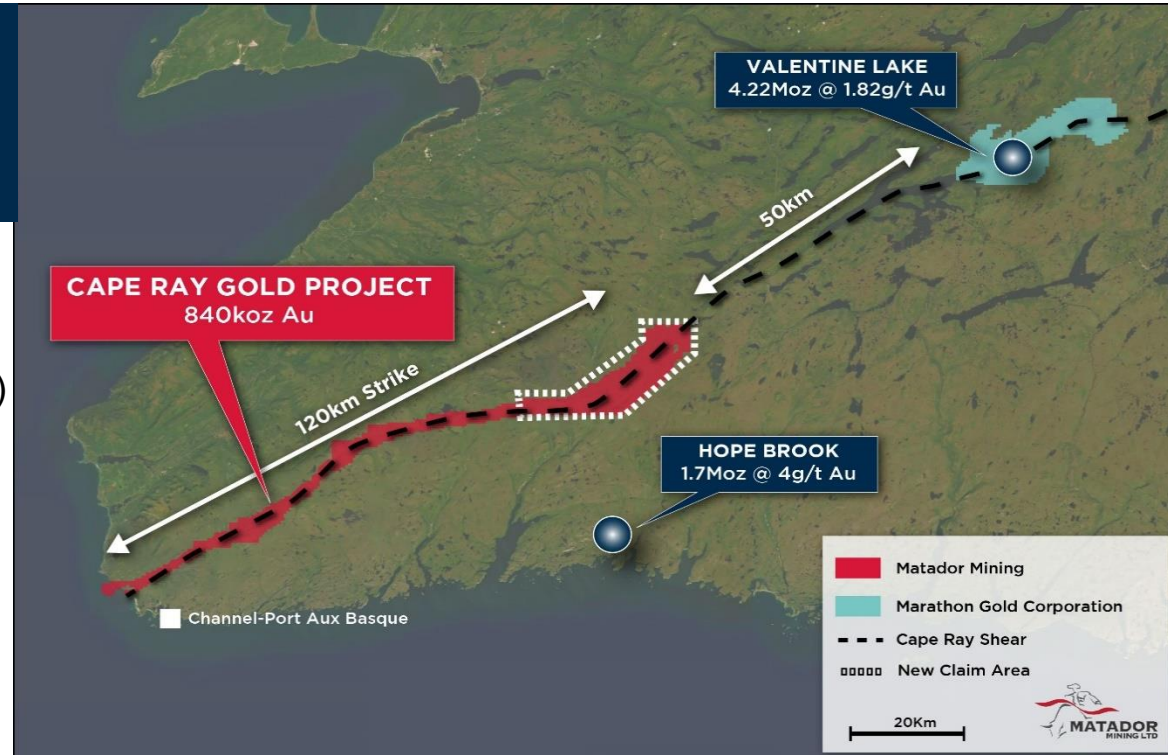 VALENTINE LAKE
4.22Moz @ 1.82g/t Au
50km
CAPE RAY GOLD PROJECT
840koz Au
)
120km Strike
HOPE BROOK
1.7Moz @ 4g/t Au
Channel-Port Aux Basque
Matador Mining
Marathon Gold Corporation
Cape Ray Shear
New Claim Area
20Km
MATADOR
MINING LTD